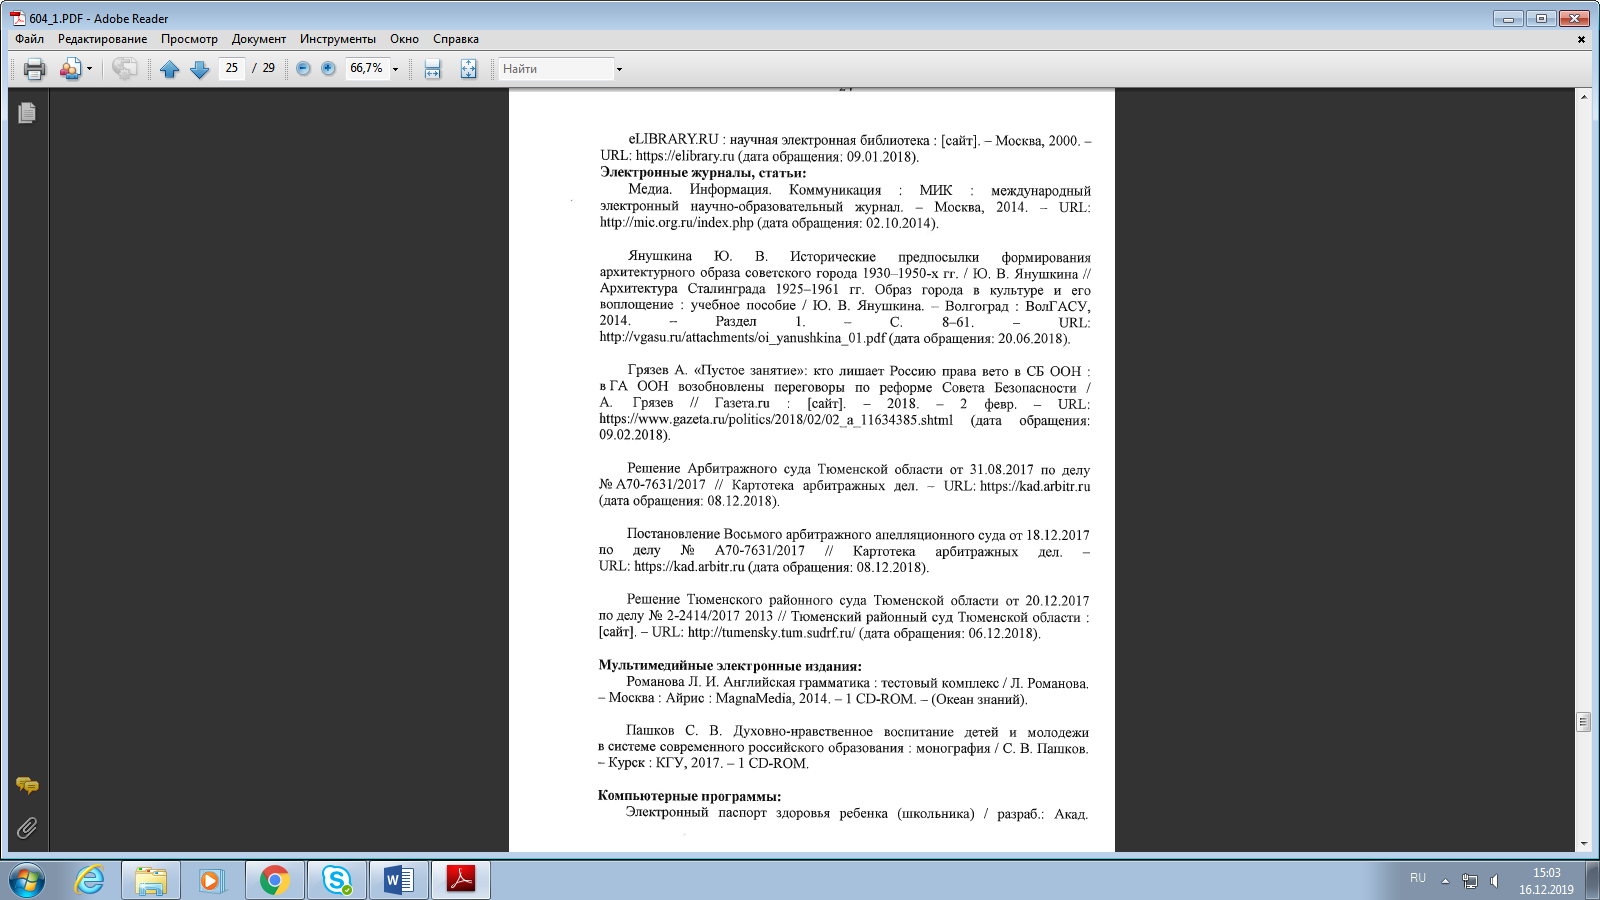 604_1.PDF - Adobe Reader
Файл Редактирование Просмотр Документ Инструменты Окно Справка
25 / 29 66,7% Найти
eLIBRARY.RU : научная электронная библиотека : [сайт]. – Москва, 2000. –
URL: https://elibrary.ru (дата обращения: 09.01.2018).
Электронные журналы, статьи:
Медиа. Информация. Коммуникация : МИК : международный
электронный научно-образовательный журнал. – Москва, 2014. – URL:
http://mic.org.ru/index.php (дата обращения: 02.10.2014).
Янушкина Ю. В. Исторические предпосылки формирования
архитектурного образа советского города 1930–1950-х гг. / Ю. В. Янушкина //
Архитектура Сталинграда 1925–1961 гг. Образ города в культуре и его
воплощение : учебное пособие / Ю. В. Янушкина. – Волгоград : ВолГАСУ,
2014. – Раздел 1. – С. 8–61. – URL:
http://vgasu.ru/attachments/oi_yanushkina_01.pdf (дата обращения: 20.06.2018).
Грязев А. «Пустое занятие»: кто лишает Россию права вето в СБ ООН :
в ГА ООН возобновлены переговоры по реформе Совета Безопасности /
А. Грязев // Газета.ru : [сайт]. – 2018. – 2 февр. – URL:
https://www.gazeta.ru/politics/2018/02/02_a_11634385.shtml (дата обращения:
09.02.2018).
Решение Арбитражного суда Тюменской области от 31.08.2017 по делу
№ А70-7631/2017 // Картотека арбитражных дел. – URL: https://kad.arbitr.ru
(дата обращения: 08.12.2018).
Постановление Восьмого арбитражного апелляционного суда от 18.12.2017
по делу № А70-7631/2017 // Картотека арбитражных дел. –
URL: https://kad.arbitr.ru (дата обращения: 08.12.2018).
Решение Тюменского районного суда Тюменской области от 20.12.2017
по делу № 2-2414/2017 2013 // Тюменский районный суд Тюменской области :
[сайт]. – URL: http://tumensky.tum.sudrf.ru/ (дата обращения: 06.12.2018).
Мультимедийные электронные издания:
Романова Л. И. Английская грамматика : тестовый комплекс / Л. Романова.
– Москва : Айрис : MagnaMedia, 2014. – 1 CD-ROM. – (Океан знаний).
Пашков С. В. Духовно-нравственное воспитание детей и молодежи
в системе современного российского образования : монография / С. В. Пашков.
– Курск : КГУ, 2017. – 1 CD-ROM.
Компьютерные программы:
Электронный паспорт здоровья ребенка (школьника) / разраб.: Акад.
RU 15:03
16.12.2019